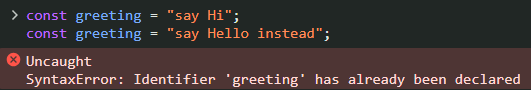 > const greeting = "say Hi";
const greeting = "say Hello instead";
Uncaught
SyntaxError: Identifier 'greeting' has already been declared